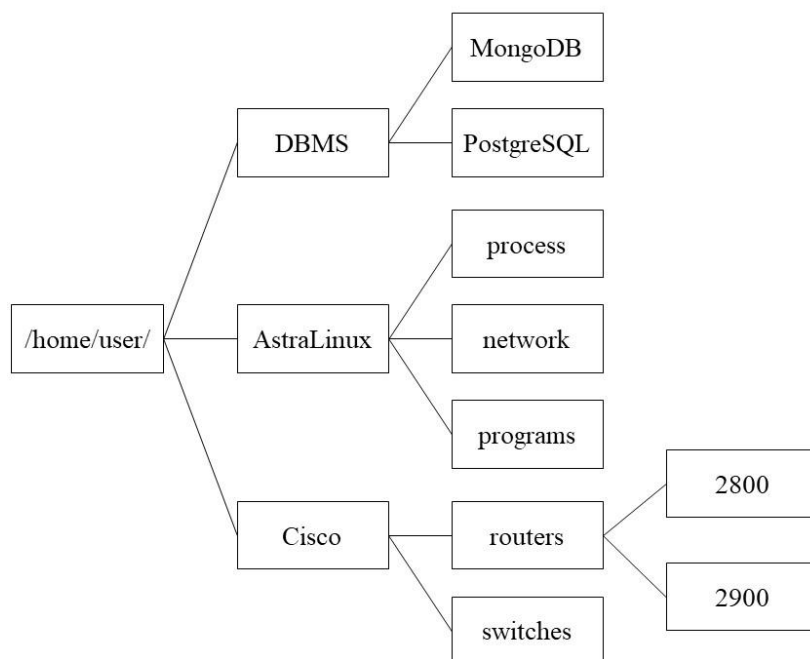 MongoDB
DBMS
PostgreSQL
process
/home/user/
AstraLinux
network
programs
2800
Cisco
routers
2900
switches